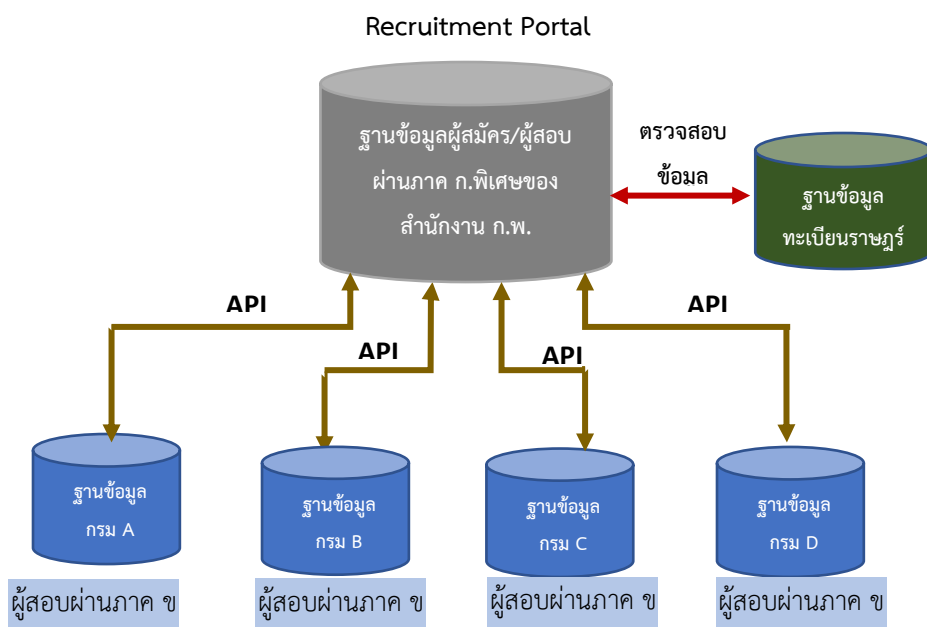 Recruitment Portal
ฐานข้อมูลผู้สมัคร/ผู้สอบ
ผ่านภาค ก.พิเศษของ
สำนักงาน ก.พ.
ตรวจสอบ
ข้อมูล
ฐานข้อมูล
ทะเบียนราษฎร์
API
API
API
API
ฐานข้อมูล
กรม A
ฐานข้อมูล
กรม B
ฐานข้อมูล
กรม C
ฐานข้อมูล
กรม D
ผู้สอบผ่านภาค ข
ผู้สอบผ่านภาค ข
ผู้สอบผ่านภาค ข
ผู้สอบผ่านภาค ข